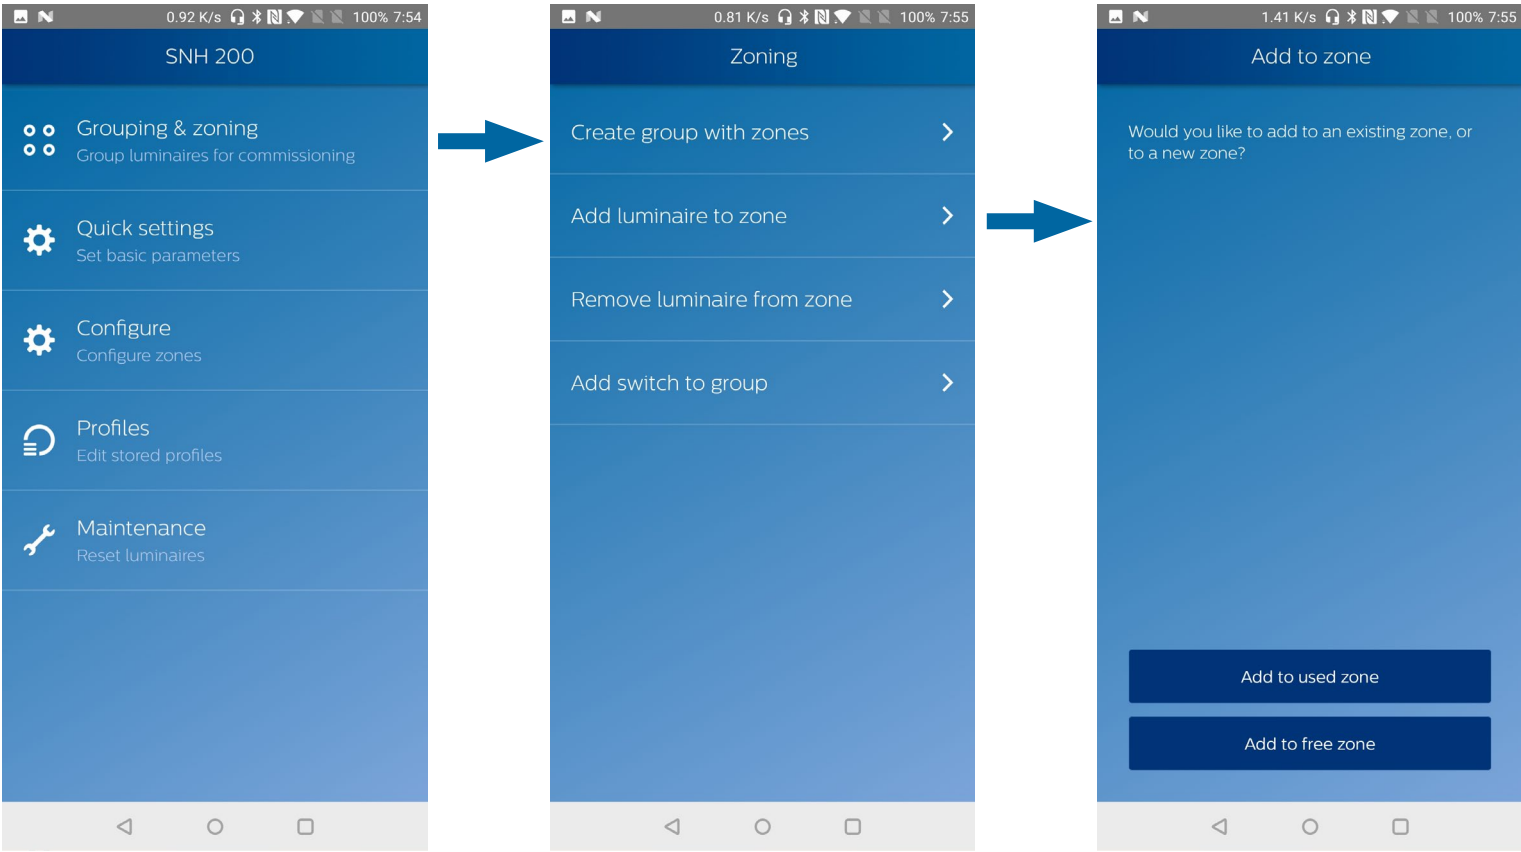 0.92 K/s 100% 7:54
SNH 200
Grouping & zoning
Group luminaires for commissioning
Quick settings
Set basic parameters
Configure
Configure zones
Profiles
Edit stored profiles
Maintenance
Reset luminaires
0.81 K/s 100% 7:55
Zoning
Create group with zones
Add luminaire to zone
Remove luminaire from zone
Add switch to group
1.41 K/s 100% 7:55
Add to zone
Would you like to add to an existing zone, or
to a new zone?
Add to used zone
Add to free zone